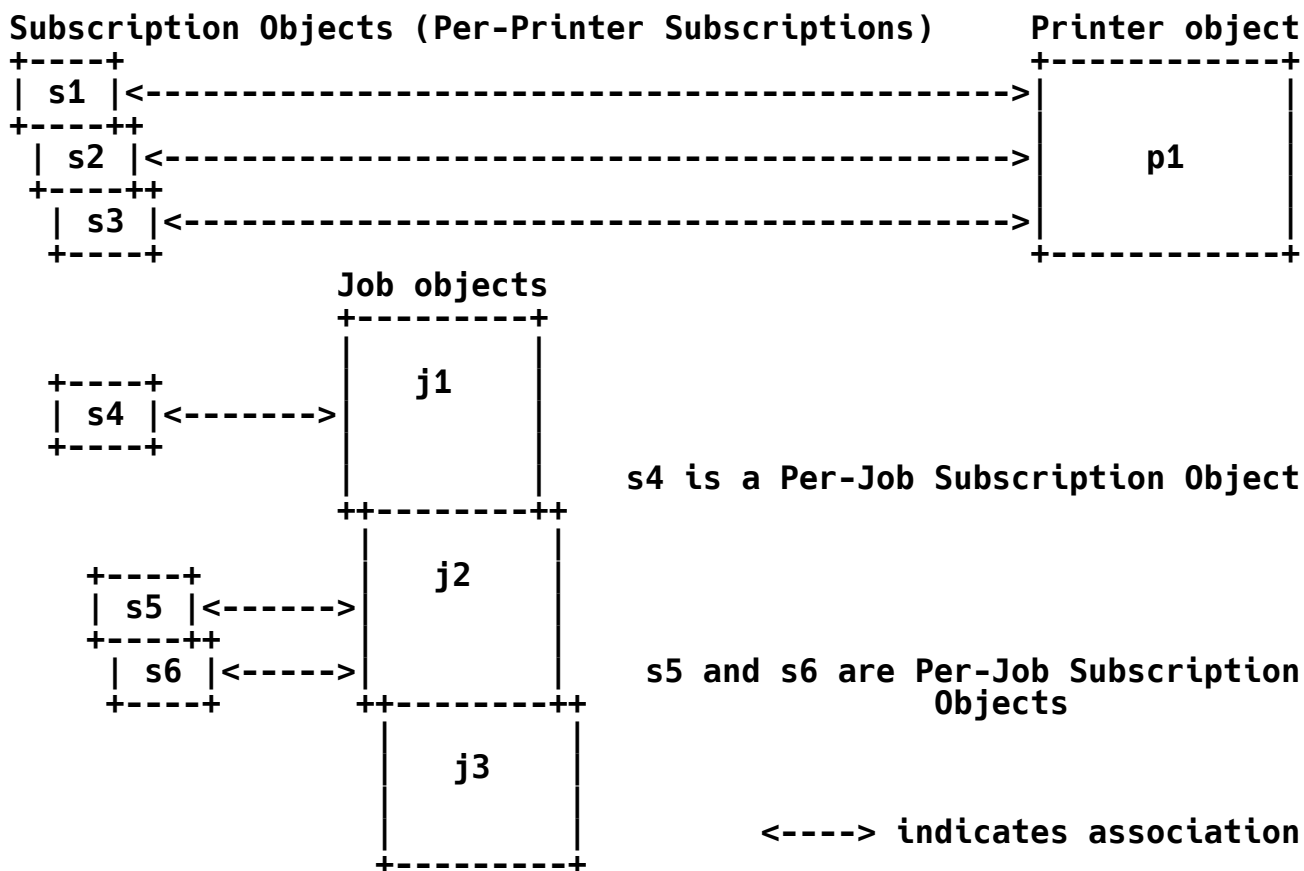 Subscription Objects (Per-Printer Subscriptions) Printer object
s1
s2 p1
s3
Job objects
j1
s4
s4 is a Per-Job Subscription Object
j2
s5
s6 s5 and s6 are Per-Job Subscription
Objects
j3
<----> indicates association